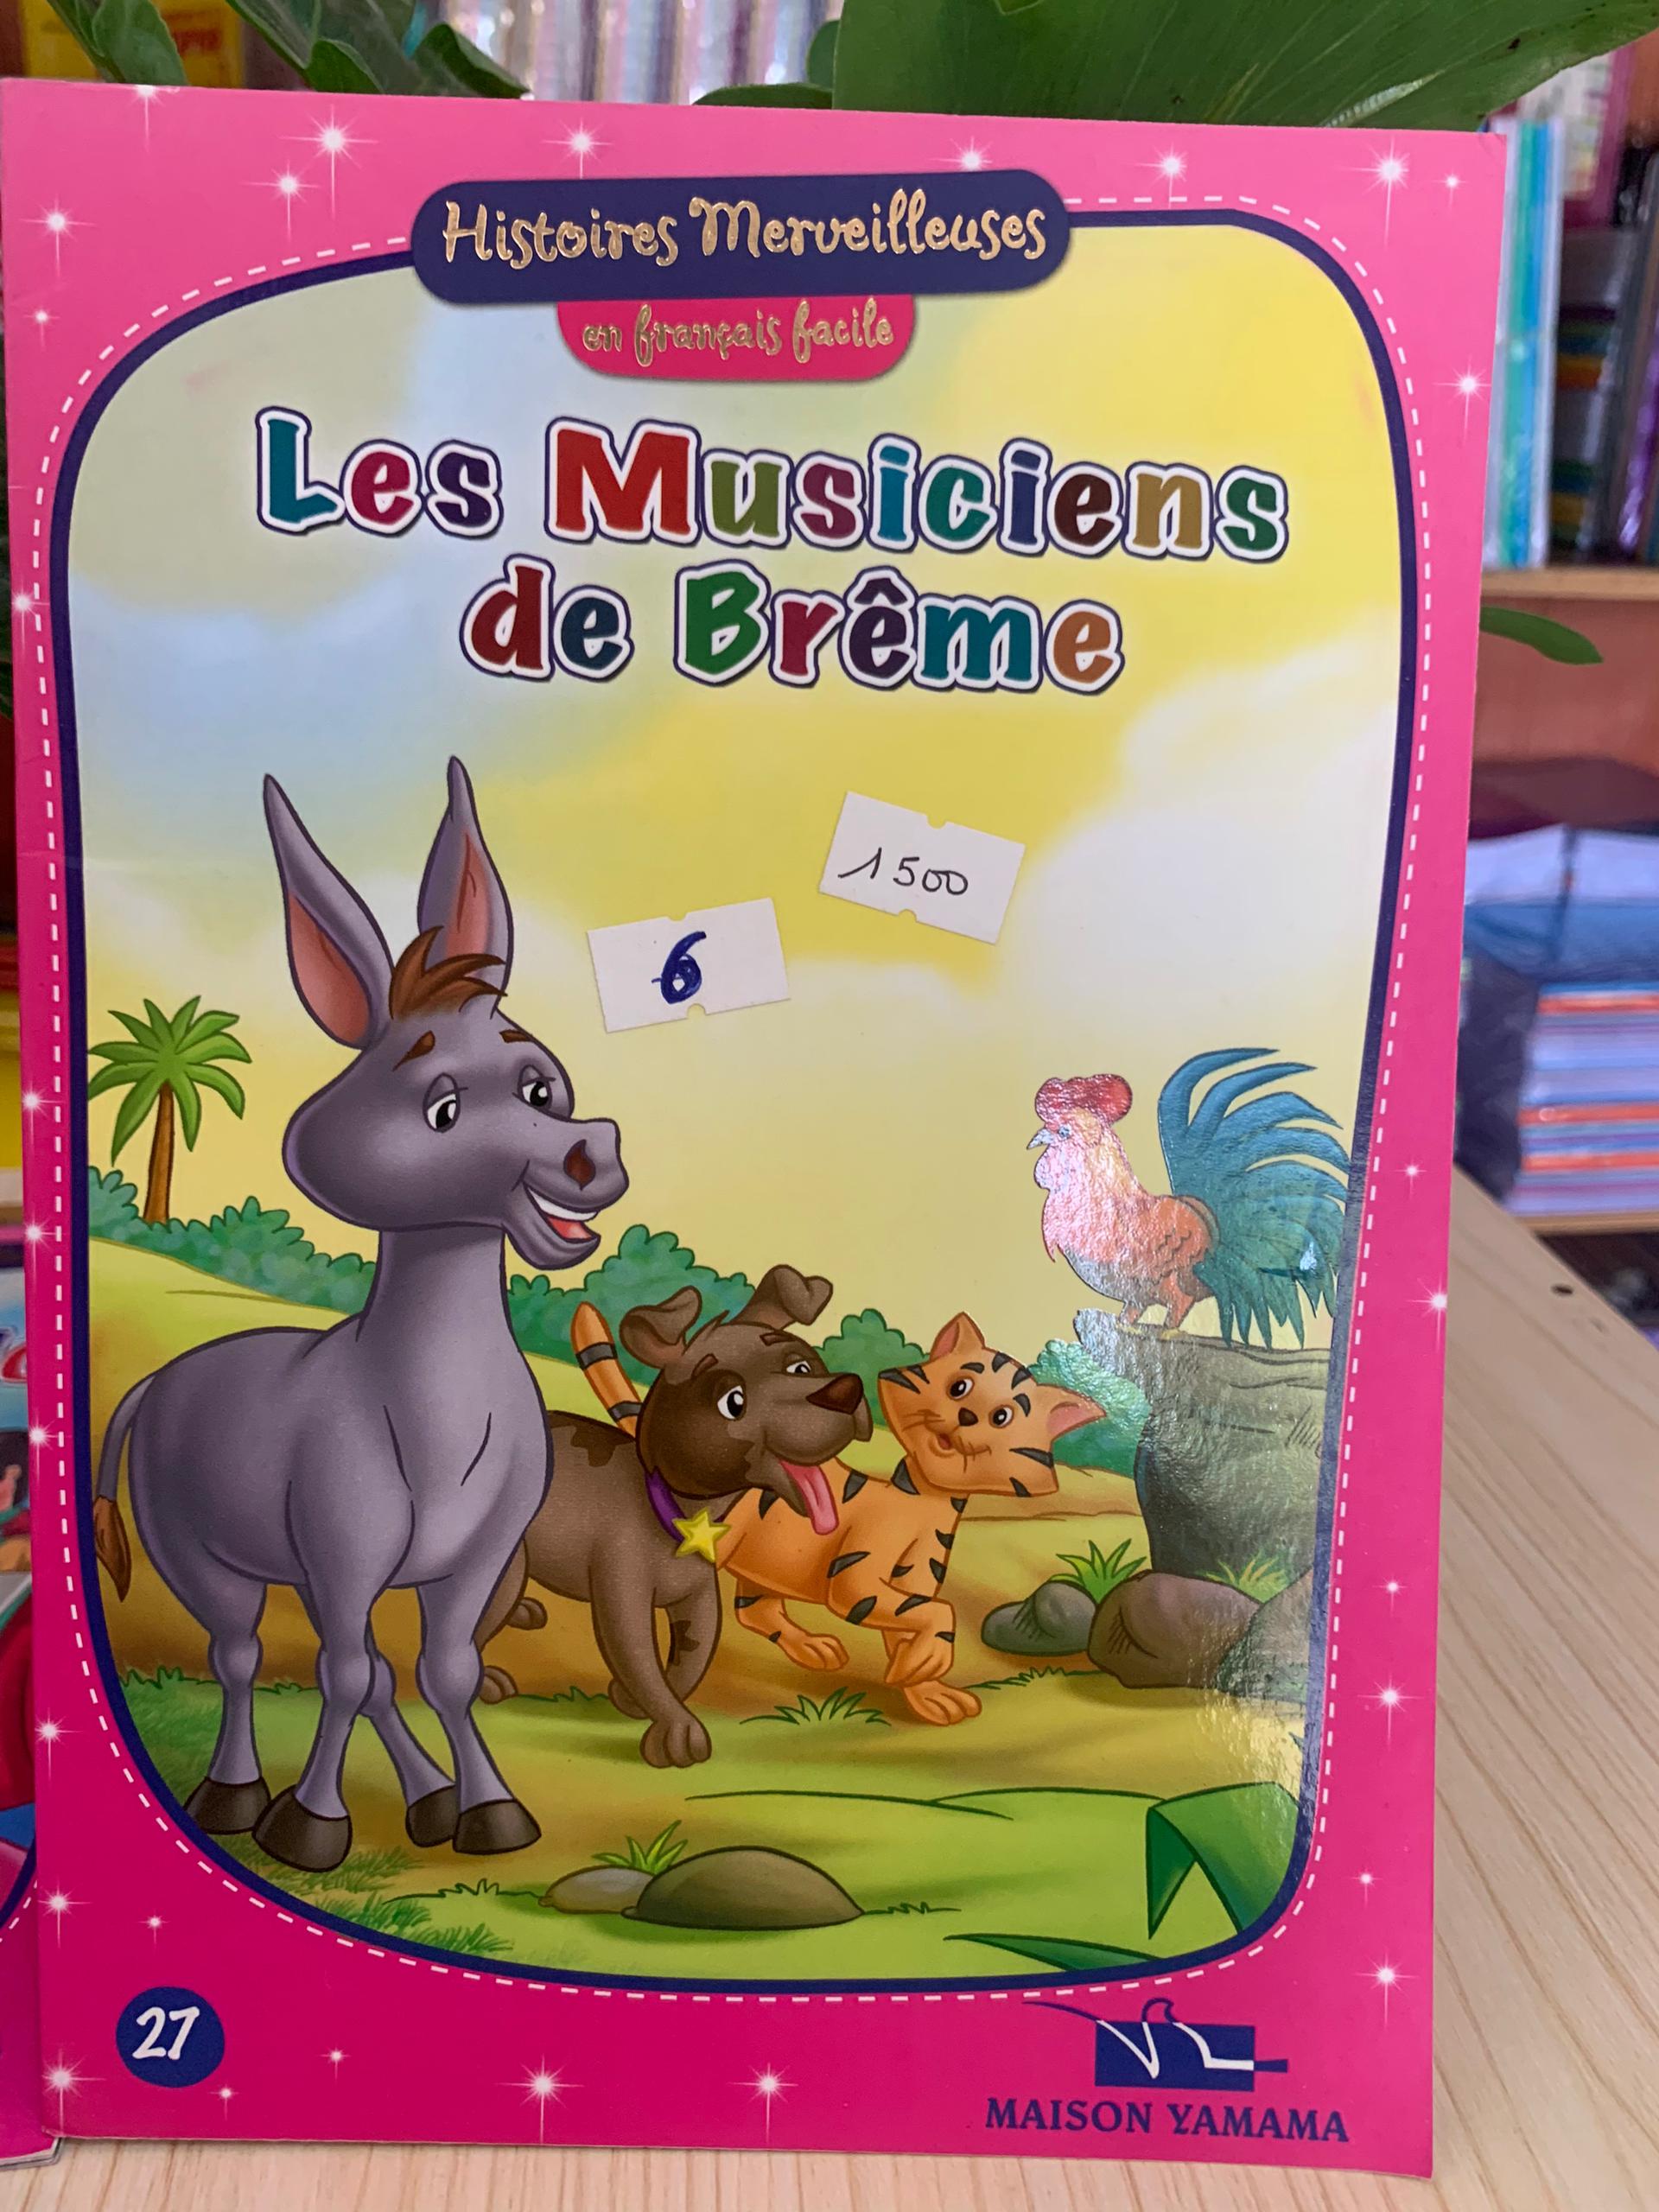 Histoires Merveilleuses
en français facile
Les Musiciens
de Brême
1500
6
27
MAISON YAMAMA